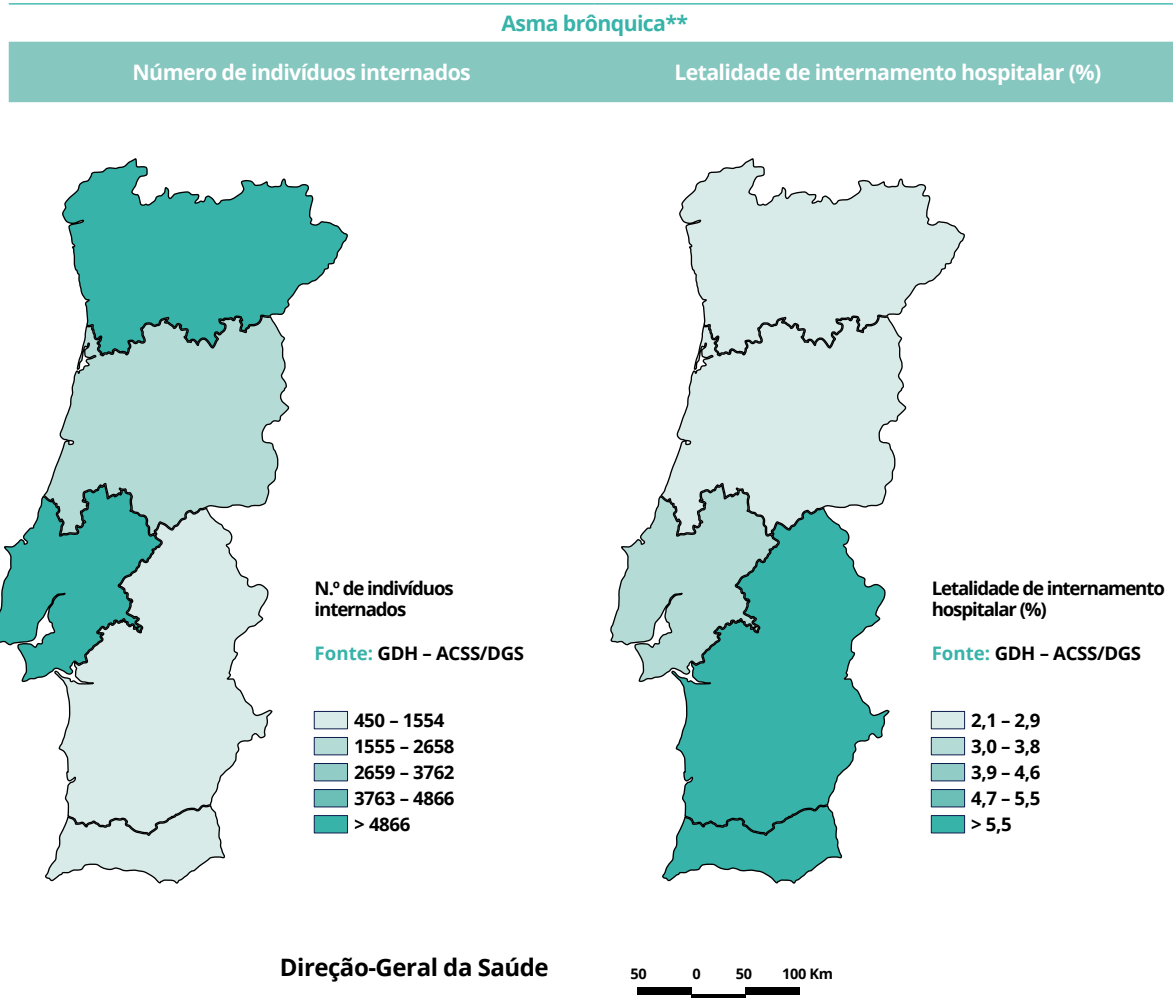 Asma brônquica**
Número de indivíduos internados
Letalidade de internamento hospitalar (%)
N.º de indivíduos
internados
Fonte: GDH – ACSS/DGS
450 – 1554
1555 – 2658
2659 – 3762
3763 – 4866
> 4866
Letalidade de internamento
hospitalar (%)
Fonte: GDH – ACSS/DGS
2,1 – 2,9
3,0 – 3,8
3,9 – 4,6
4,7 – 5,5
> 5,5
Direção-Geral da Saúde
50 0 50 100 Km